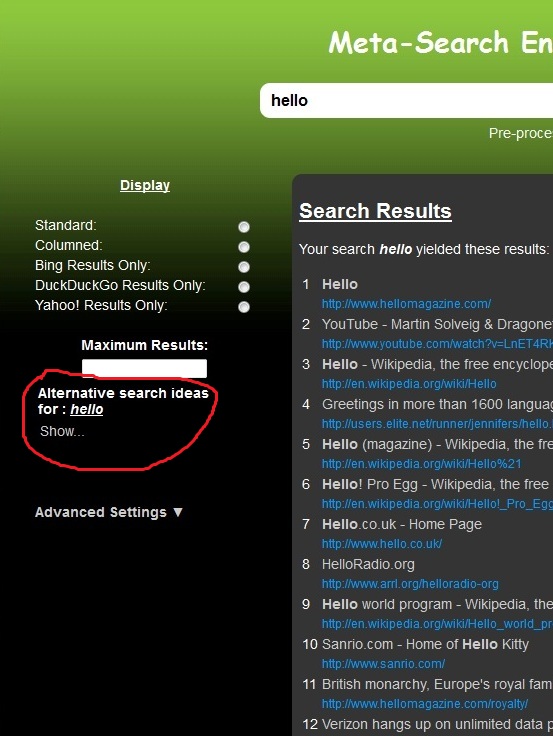 Meta-Search En
hello
Pre-proce
Display
Standard:
Columned:
Bing Results Only:
DuckDuckGo Results Only:
Yahoo! Results Only:
Maximum Results:
Alternative search ideas
for : hello
Show...
Advanced Settings ▼
Search Results
Your search hello yielded these results:
1 Hello
http://www.hellomagazine.com/
2 YouTube - Martin Solveig & Dragone
http://www.youtube.com/watch?v=LnET4RK
3 Hello - Wikipedia, the free encyclope
http://en.wikipedia.org/wiki/Hello
4 Greetings in more than 1600 languag
http://users.elite.net/runner/jennifers/hello.
5 Hello (magazine) - Wikipedia, the fre
http://en.wikipedia.org/wiki/Hello%21
6 Hello! Pro Egg - Wikipedia, the free
http://en.wikipedia.org/wiki/Hello!_Pro_Egg
7 Hello.co.uk - Home Page
http://www.hello.co.uk/
8 HelloRadio.org
http://www.arrl.org/helloradio-org
9 Hello world program - Wikipedia, the
http://en.wikipedia.org/wiki/Hello_world_pr
10 Sanrio.com - Home of Hello Kitty
http://www.sanrio.com/
11 British monarchy, Europe's royal fam
http://www.hellomagazine.com/royalty/
12 Verizon hangs up on unlimited data p